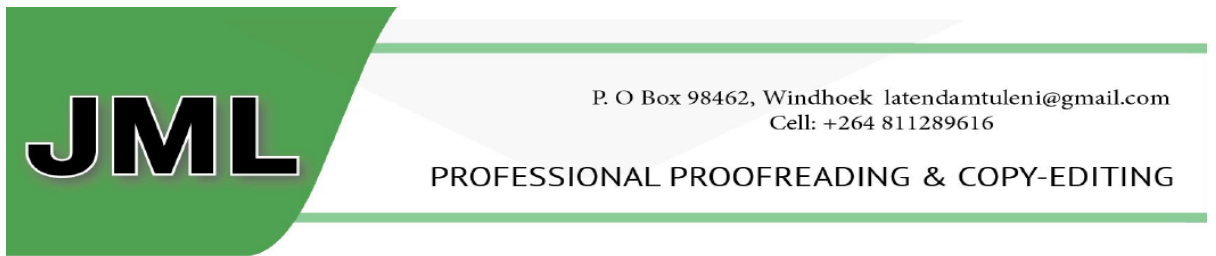 JML
P. O Box 98462, Windhoek latendamtuleni@gmail.com
Cell: +264 811289616
PROFESSIONAL PROOFREADING & COPY-EDITING